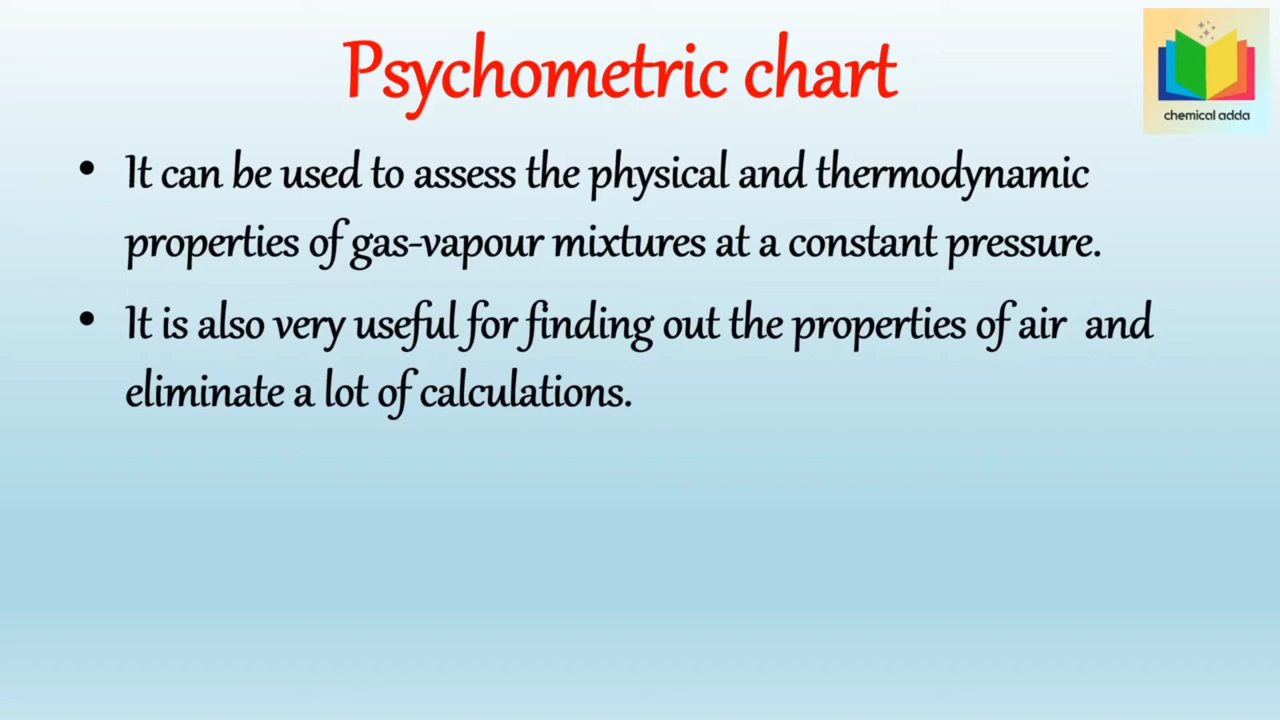 Psychometric chart
chemical adda
• It can be used to assess the physical and thermodynamic
properties of gas-vapour mixtures at a constant pressure.
• It is also very useful for finding out the properties of air and
eliminate a lot of calculations.